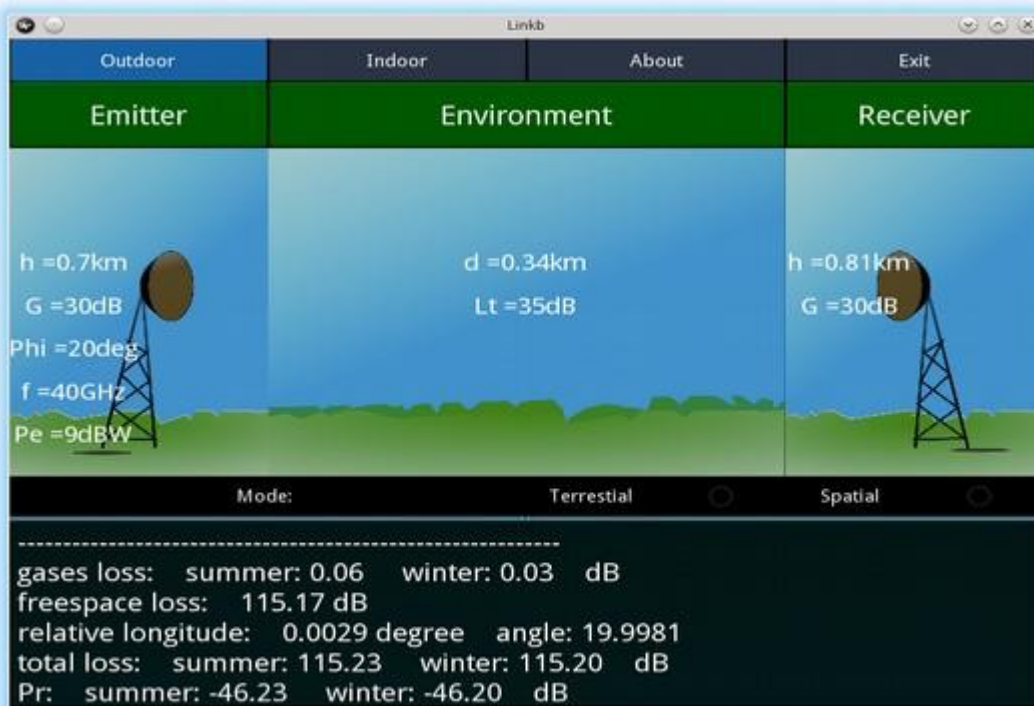 Linkb
Outdoor Indoor About Exit
Emitter Environment Receiver
h =0.7km d =0.34km h =0.81km
G =30dB Lt =35dB G =30dB
Phi =20deg
f =40GHz
Pe =9dBW
Mode: Terrestial Spatial
------------------------------------------------------------
gases loss: summer: 0.06 winter: 0.03 dB
freespace loss: 115.17 dB
relative longitude: 0.0029 degree angle: 19.9981
total loss: summer: 115.23 winter: 115.20 dB
Pr: summer: -46.23 winter: -46.20 dB